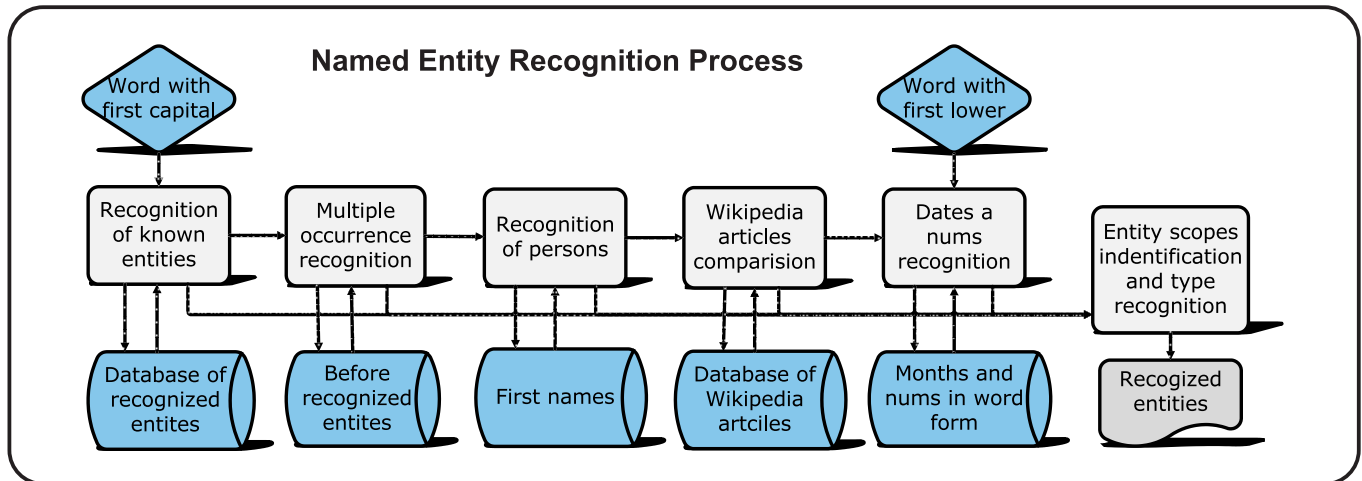 Named Entity Recognition Process
Word with
first capital
Word with
first lower
Recognition
of known
entities
Multiple
occurrence
recognition
Recognition
of persons
Wikipedia
articles
comparision
Dates a
nums
recognition
Entity scopes
indentification
and type
recognition
Database of
recognized
entites
Before
recognized
entites
First names
Database of
Wikipedia
artciles
Months and
nums in word
form
Recogized
entities